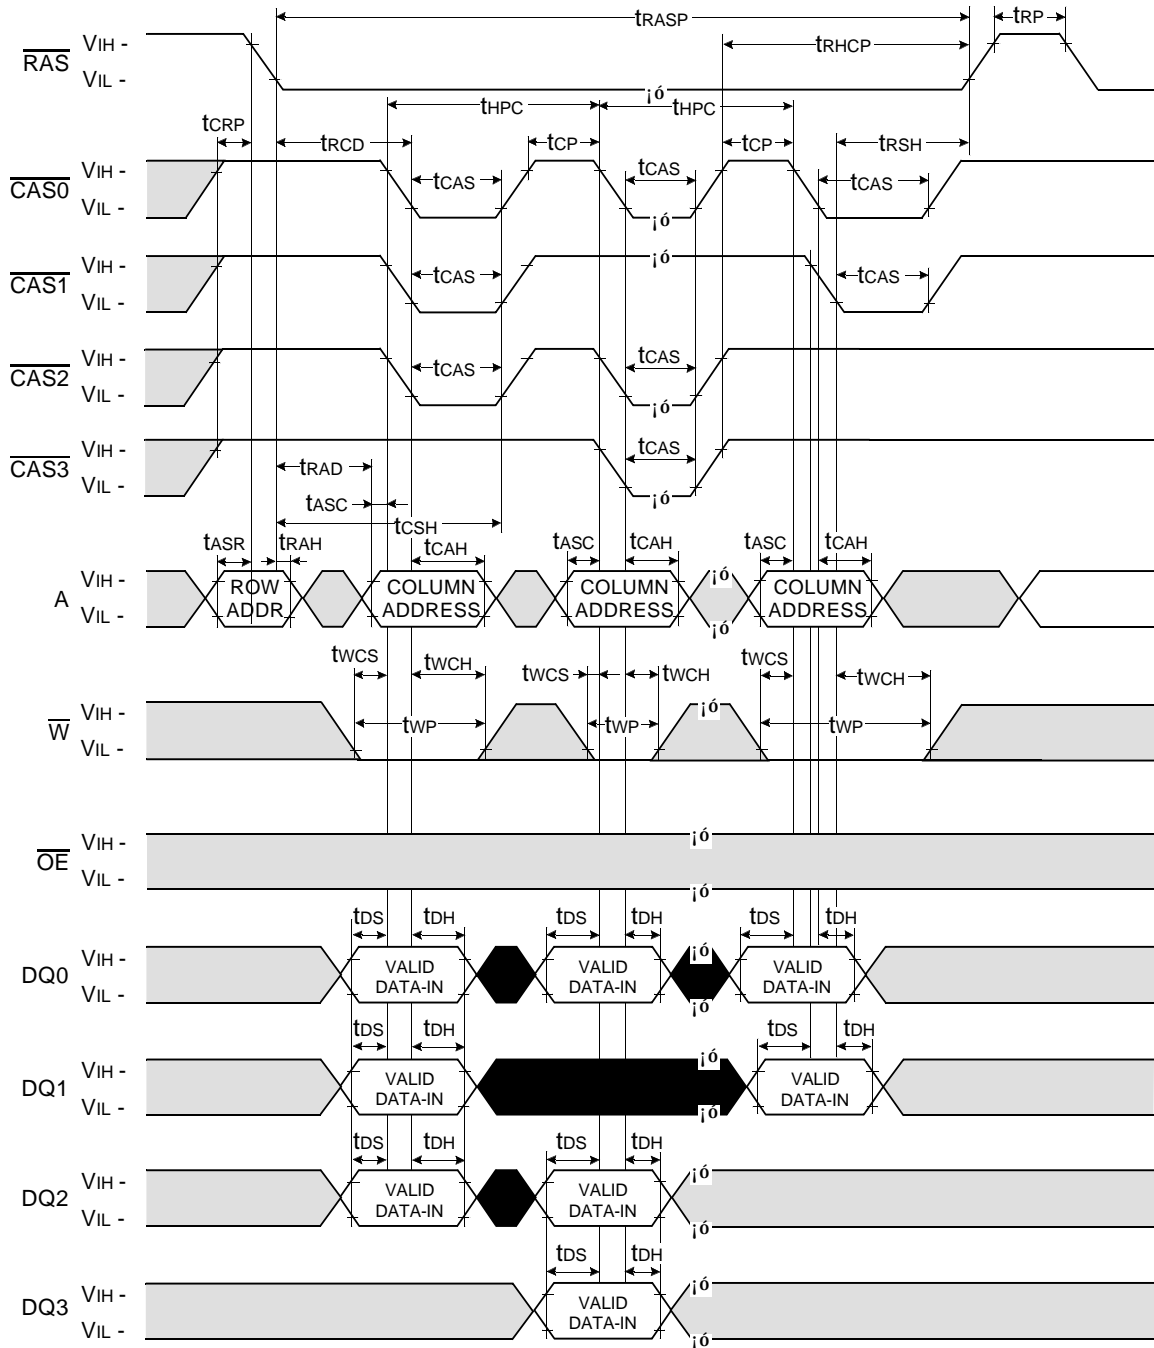 tRASP tRP
RAS VIH - tRHCP
VIL - ¡ó
tHPC tHPC
tCRP tRCD tCP tCP tRSH
CAS0 VIH - tCAS tCAS tCAS
VIL - ¡ó
CAS1 VIH - ¡ó
VIL - tCAS tCAS
CAS2 VIH - tCAS tCAS
VIL - ¡ó
CAS3 VIH - tCAS
VIL - ¡ó
tRAD
tASC tCSH
tASR tRAH tCAH tASC tCAH tASC tCAH
A VIH - ROW COLUMN COLUMN ¡ó COLUMN
VIL - ADDR ADDRESS ADDRESS ¡ó ADDRESS
tWCS tWCH tWCS tWCH tWCS tWCH
W VIH - ¡ó
VIL - tWP tWP tWP
OE VIH - ¡ó
VIL - ¡ó
tDS tDH tDS tDH tDS tDH
DQ0 VIH - VALID VALID ¡ó VALID
VIL - DATA-IN DATA-IN ¡ó DATA-IN
tDS tDH tDS tDH
DQ1 VIH - VALID ¡ó VALID
VIL - DATA-IN ¡ó DATA-IN
tDS tDH tDS tDH
DQ2 VIH - VALID VALID ¡ó
VIL - DATA-IN DATA-IN ¡ó
tDS tDH
DQ3 VIH - VALID ¡ó
VIL - DATA-IN ¡ó